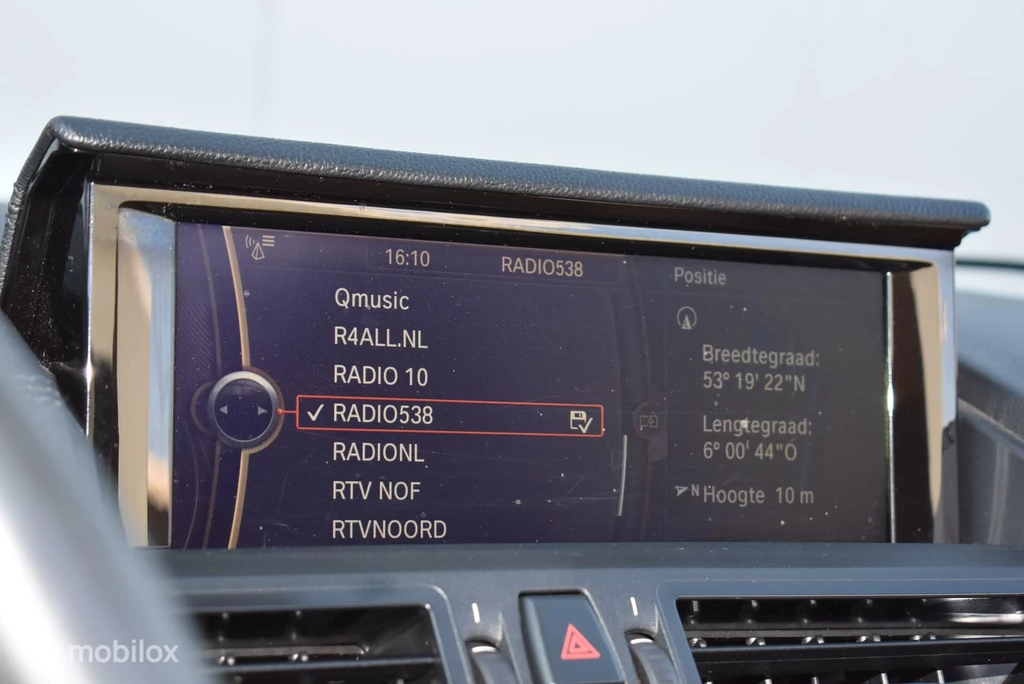 16:10 RADIO538
Qmusic
R4ALL.NL
RADIO 10
RADIO538
RADIONL
RTV NOF
RTVNOORD
Positie
Breedtegraad:
53° 19' 22"N
Lengtegraad:
6° 00' 44"O
N Hoogte 10 m
mobilox